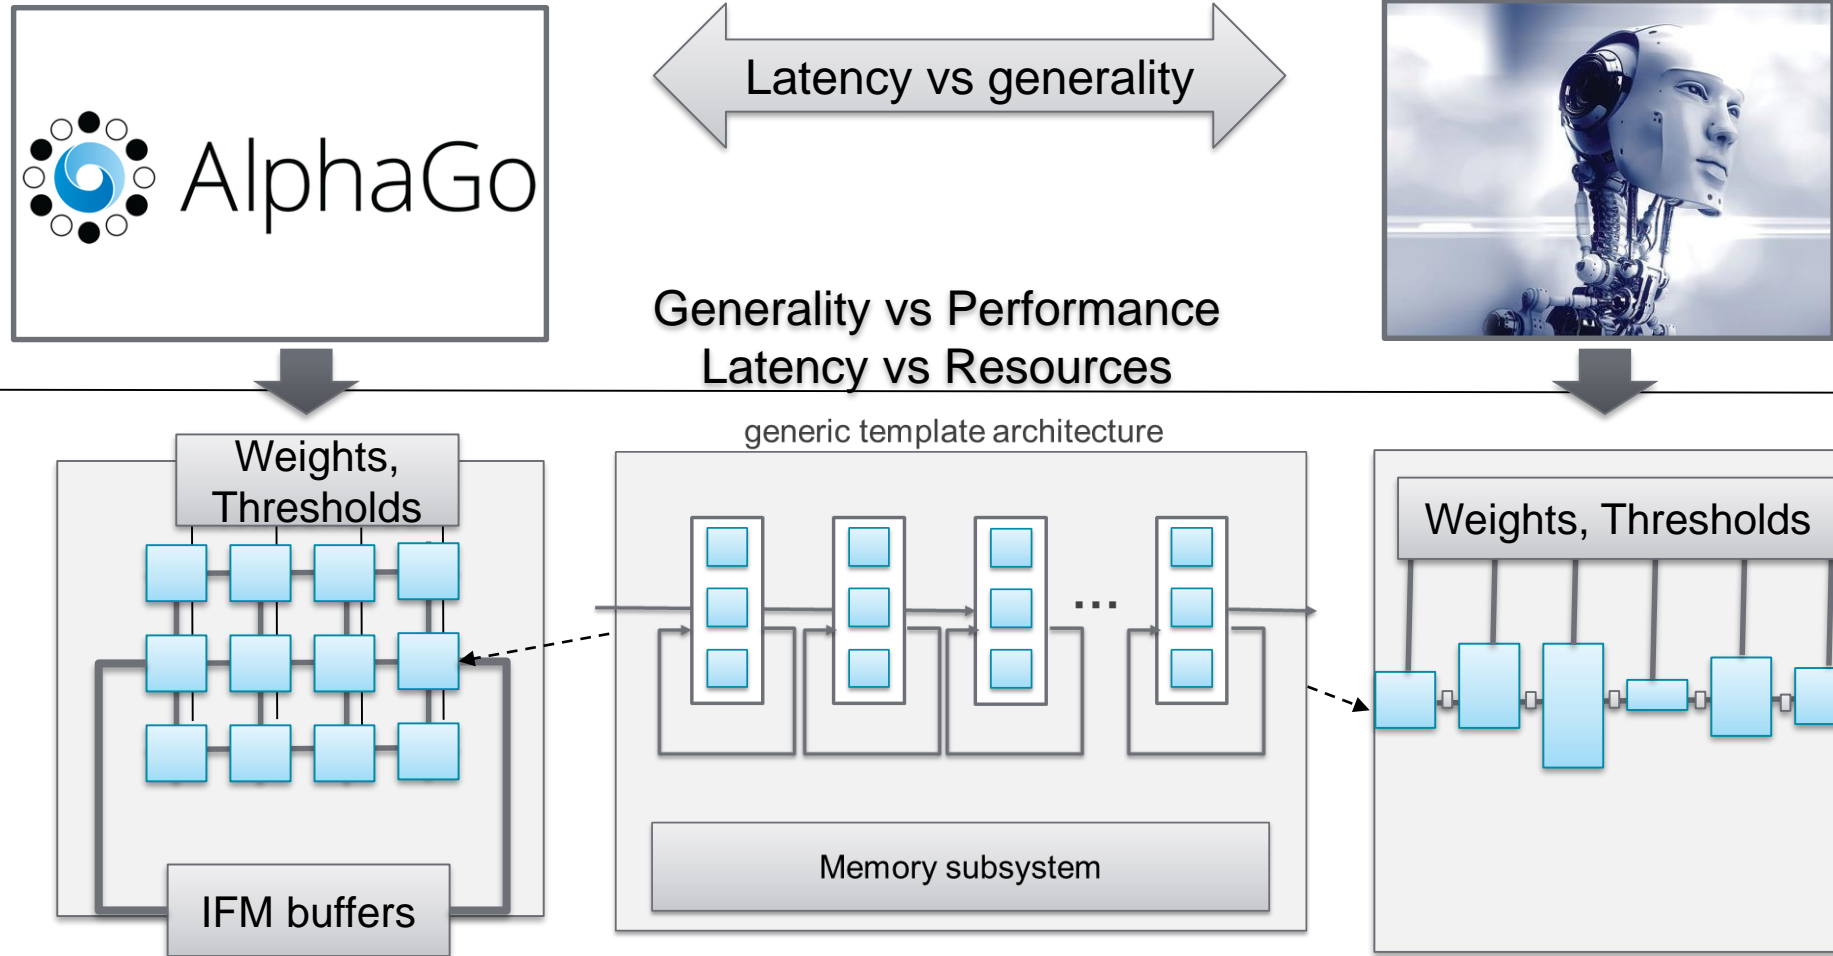 AlphaGo
Latency vs generality
Generality vs Performance
Latency vs Resources
generic template architecture
Weights,
Thresholds
IFM buffers
...
Memory subsystem
Weights, Thresholds